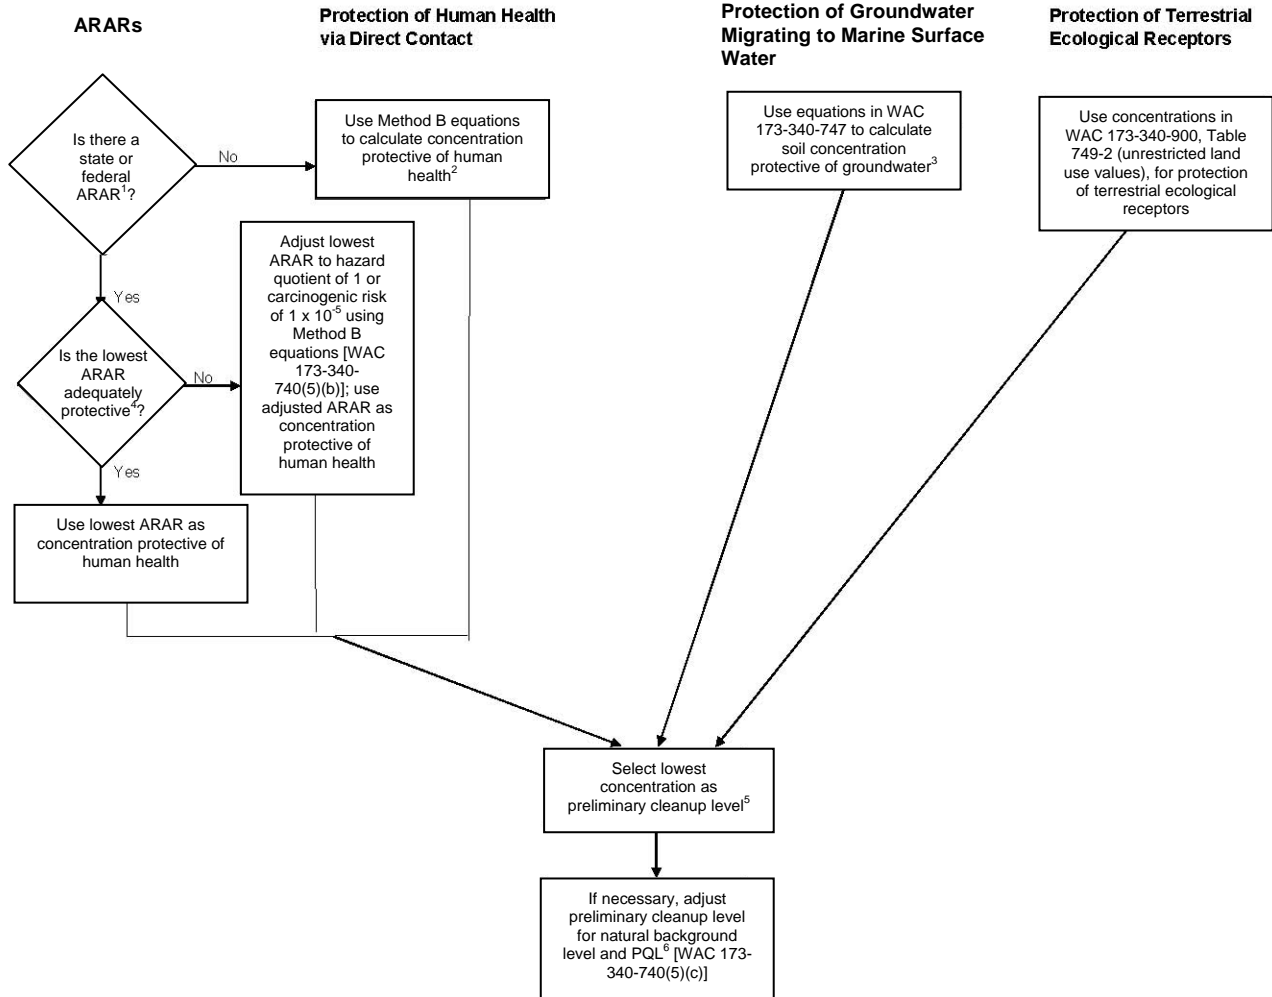 ARARs
Protection of Human Health
via Direct Contact
Protection of Groundwater
Migrating to Marine Surface
Water
Protection of Terrestrial
Ecological Receptors
Is there a
state or
federal
ARAR¹?
No
Use Method B equations
to calculate concentration
protective of human
health²
Use equations in WAC
173-340-747 to calculate
soil concentration
protective of groundwater³
Use concentrations in
WAC 173-340-900, Table
749-2 (unrestricted land
use values), for protection
of terrestrial ecological
receptors
Yes
Is the lowest
ARAR
adequately
protective⁴?
No
Adjust lowest
ARAR to hazard
quotient of 1 or
carcinogenic risk
of 1 x 10⁻⁵ using
Method B
equations [WAC
173-340-
740(5)(b)]; use
adjusted ARAR as
concentration
protective of
human health
Yes
Use lowest ARAR as
concentration protective of
human health
Select lowest
concentration as
preliminary cleanup level⁵
If necessary, adjust
preliminary cleanup level
for natural background
level and PQL⁶ [WAC 173-
340-740(5)(c)]